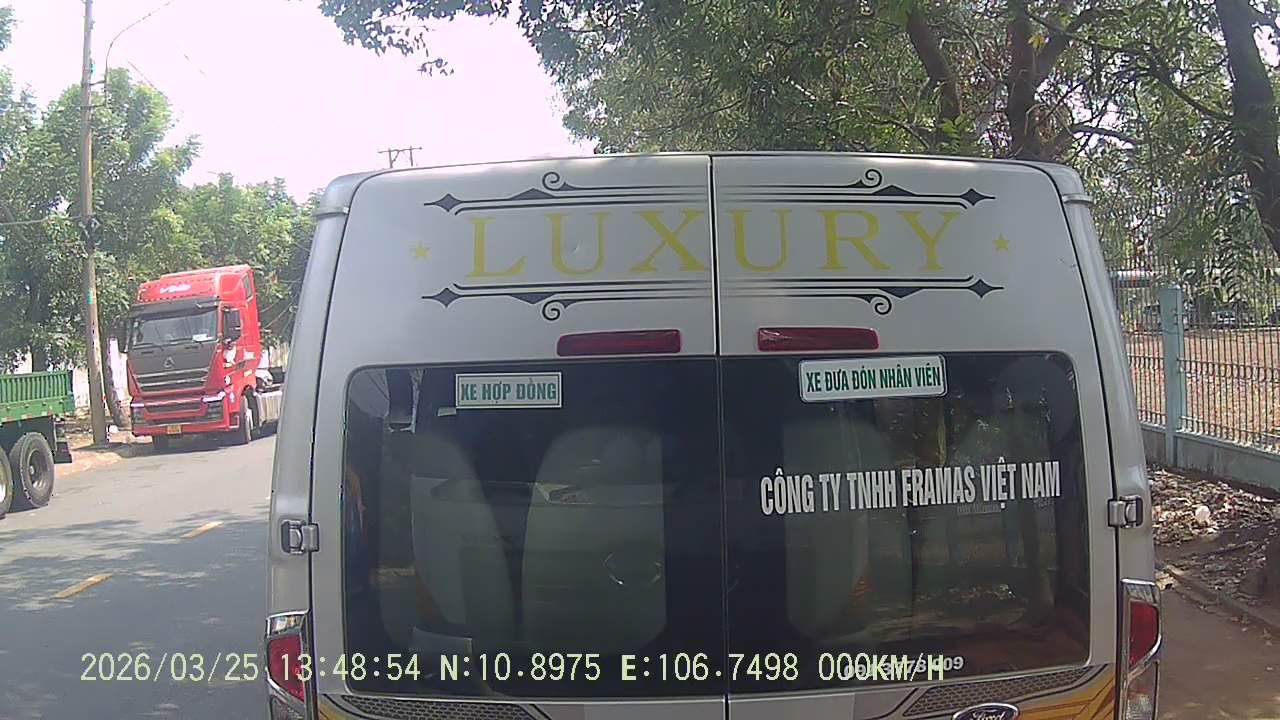 LUXURY
XE HỢP ĐỒNG
XE ĐƯA ĐÓN NHÂN VIÊN
CÔNG TY TNHH FRAMAS VIỆT NAM
2026/03/25 13:48:54 N:10.8975 E:106.7498 000KM/H
Ford